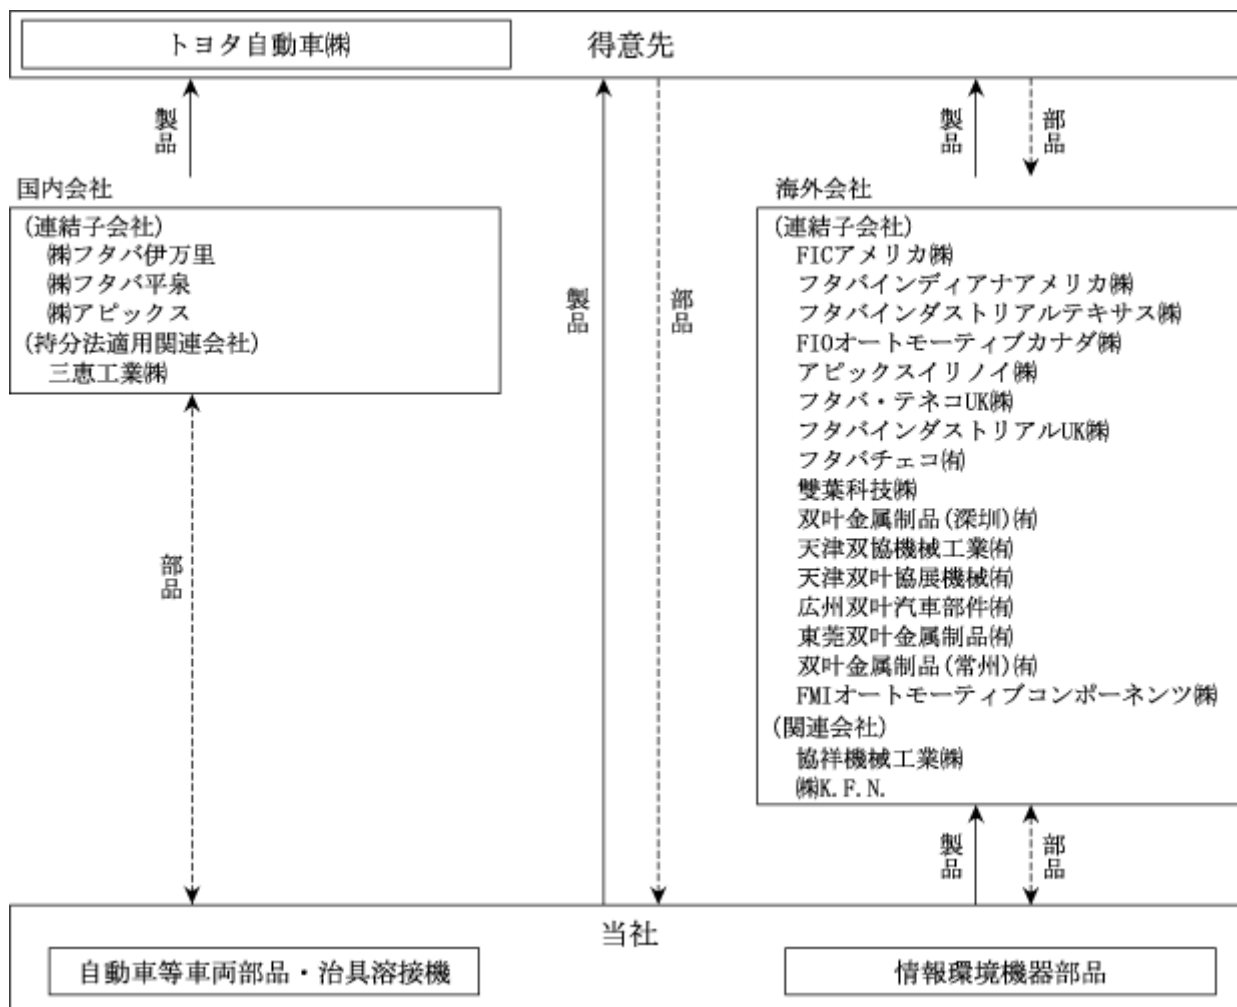 トヨタ自動車㈱
得意先
製品
製品
部品
国内会社
(連結子会社)
㈱フタバ伊万里
㈱フタバ平泉
㈱アピックス
(持分法適用関連会社)
三恵工業㈱
製品
部品
海外会社
(連結子会社)
FICアメリカ㈱
フタバインディアナアメリカ㈱
フタバインダストリアルテキサス㈱
FIOオートモーティブカナダ㈱
アピックスイリノイ㈱
フタバ・テネコUK㈱
フタバインダストリアルUK㈱
フタバチェコ㈲
雙葉科技㈱
双叶金属制品(深圳)㈲
天津双協機械工業㈲
天津双叶協展機械㈲
広州双叶汽車部件㈲
東莞双叶金属制品㈲
双叶金属制品(常州)㈲
FMIオートモーティブコンポーネンツ㈱
(関連会社)
協祥機械工業㈱
㈱K.F.N.
部品
製品
部品
当社
自動車等車両部品・治具溶接機
情報環境機器部品